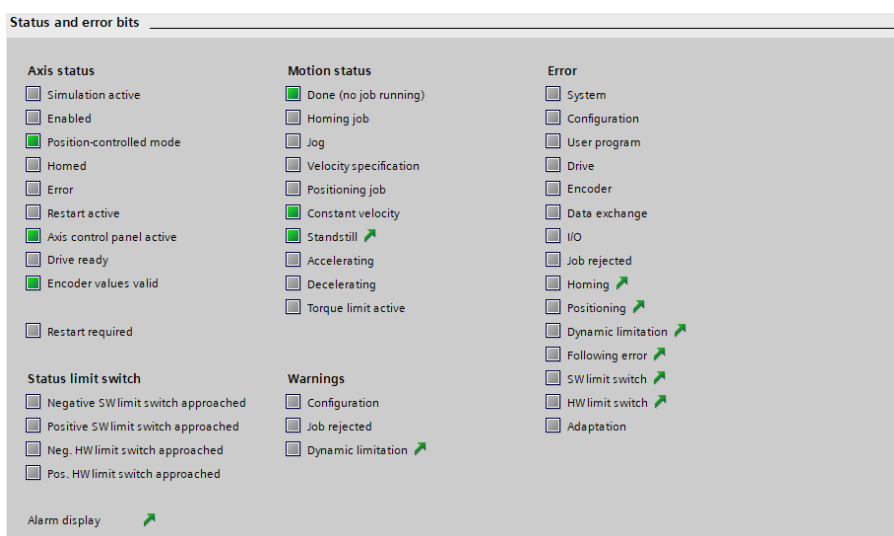 Status and error bits
Axis status
Simulation active
Enabled
Position-controlled mode
Homed
Error
Restart active
Axis control panel active
Drive ready
Encoder values valid
Restart required
Status limit switch
Negative SW limit switch approached
Positive SW limit switch approached
Neg. HW limit switch approached
Pos. HW limit switch approached
Alarm display
Motion status
Done (no job running)
Homing job
Jog
Velocity specification
Positioning job
Constant velocity
Standstill
Accelerating
Decelerating
Torque limit active
Warnings
Configuration
Job rejected
Dynamic limitation
Error
System
Configuration
User program
Drive
Encoder
Data exchange
I/O
Job rejected
Homing
Positioning
Dynamic limitation
Following error
SW limit switch
HW limit switch
Adaptation